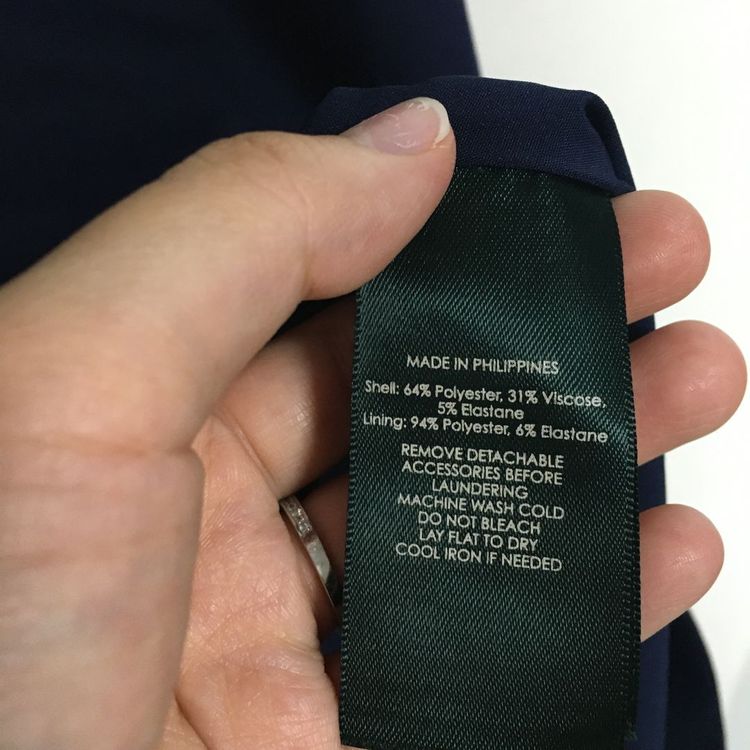 MADE IN PHILIPPINES
Shell: 64% Polyester, 31% Viscose,
5% Elastane
Lining: 94% Polyester, 6% Elastane
REMOVE DETACHABLE
ACCESSORIES BEFORE
LAUNDERING
MACHINE WASH COLD
DO NOT BLEACH
LAY FLAT TO DRY
COOL IRON IF NEEDED